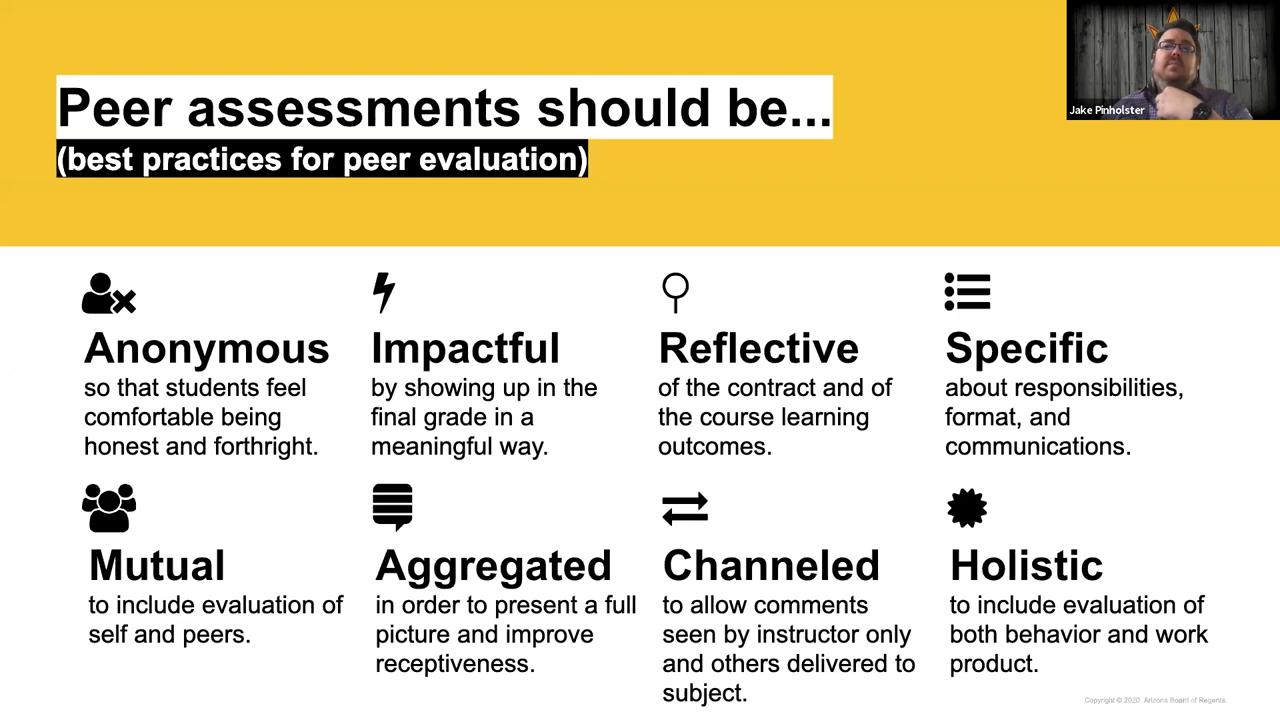 Peer assessments should be...
(best practices for peer evaluation)
Jake Pinholster
Anonymous
so that students feel
comfortable being
honest and forthright.
Impactful
by showing up in the
final grade in a
meaningful way.
Reflective
of the contract and of
the course learning
outcomes.
Specific
about responsibilities,
format, and
communications.
Mutual
to include evaluation of
self and peers.
Aggregated
in order to present a full
picture and improve
receptiveness.
Channeled
to allow comments
seen by instructor only
and others delivered to
subject.
Holistic
to include evaluation of
both behavior and work
product.
Copyright © 2020 Arizona Board of Regents.